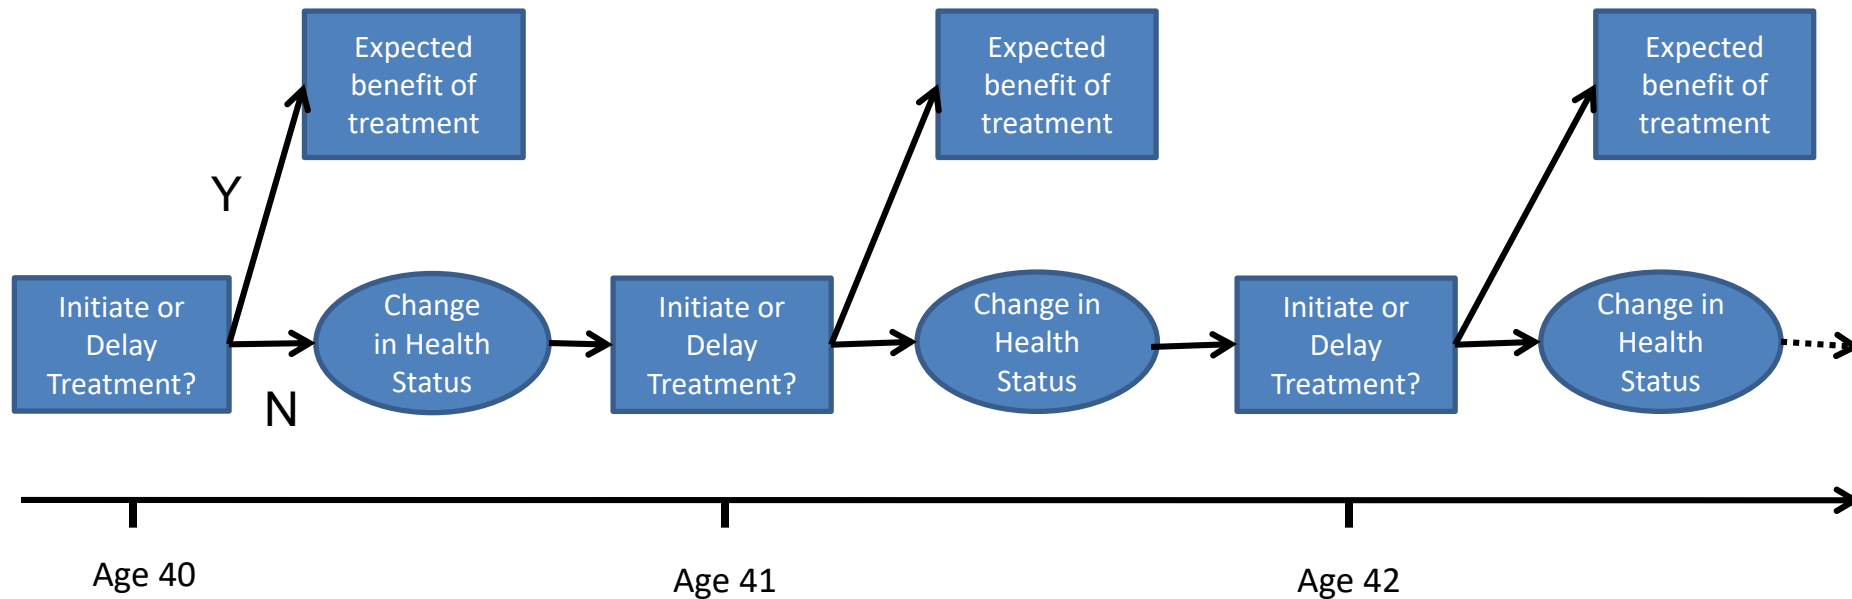 Expected
benefit of
treatment
Expected
benefit of
treatment
Expected
benefit of
treatment
Y
Initiate or
Delay
Treatment?
N
Change
in Health
Status
Initiate or
Delay
Treatment?
Change in
Health
Status
Initiate or
Delay
Treatment?
Change in
Health
Status
Age 40
Age 41
Age 42